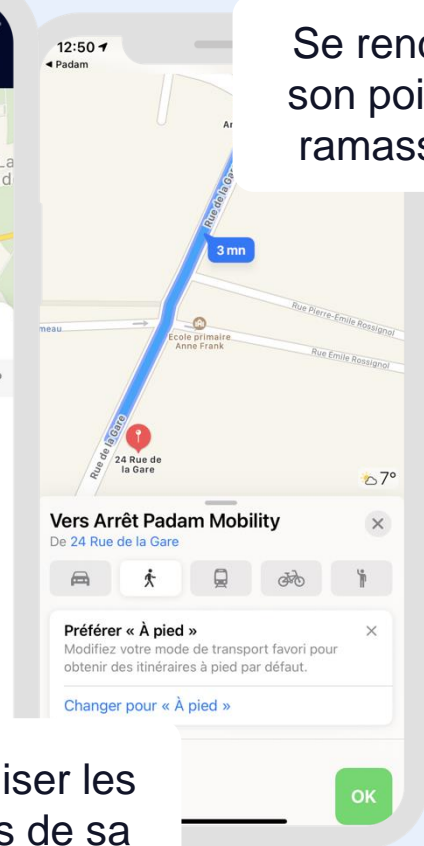 12:50
◀ Padam
Se ren
son poi
ramass
Rue de la Ga
3 mn
Rue Pierre-Emile Rossignol
Rue Emile Rossignol
Ecole primaire
Anne Frank
Rue de la Gare
24 Rue de
la Gare
7°
Vers Arrêt Padam Mobility
De 24 Rue de la Gare
Préférer « À pied »
Modifiez votre mode de transport favori pour
obtenir des itinéraires à pied par défaut.
Changer pour « À pied »
iser les
s de sa
OK